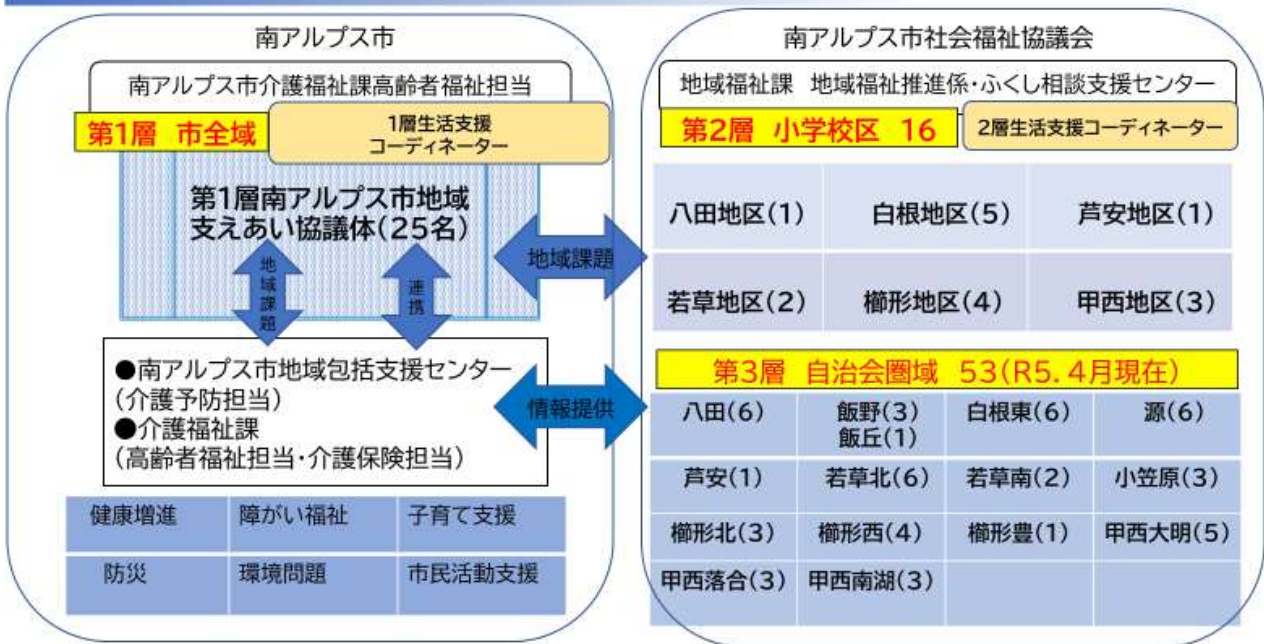 南アルプス市
南アルプス市介護福祉課高齢者福祉担当
第1層 市全域
1層生活支援
コーディネーター
第1層南アルプス市地域
支えあい協議体(25名)
地域課題
連携
●南アルプス市地域包括支援センター
(介護予防担当)
●介護福祉課
(高齢者福祉担当・介護保険担当)
健康増進 障がい福祉 子育て支援
防災 環境問題 市民活動支援
地域課題
情報提供
南アルプス市社会福祉協議会
地域福祉課 地域福祉推進係・ふくし相談支援センター
第2層 小学校区 16
2層生活支援コーディネーター
八田地区(1) 白根地区(5) 芦安地区(1)
若草地区(2) 櫛形地区(4) 甲西地区(3)
第3層 自治会圏域 53(R5.4月現在)
八田(6) 飯野(3) 白根東(6) 源(6)
飯丘(1)
芦安(1) 若草北(6) 若草南(2) 小笠原(3)
櫛形北(3) 櫛形西(4) 櫛形豊(1) 甲西大明(5)
甲西落合(3) 甲西南湖(3)